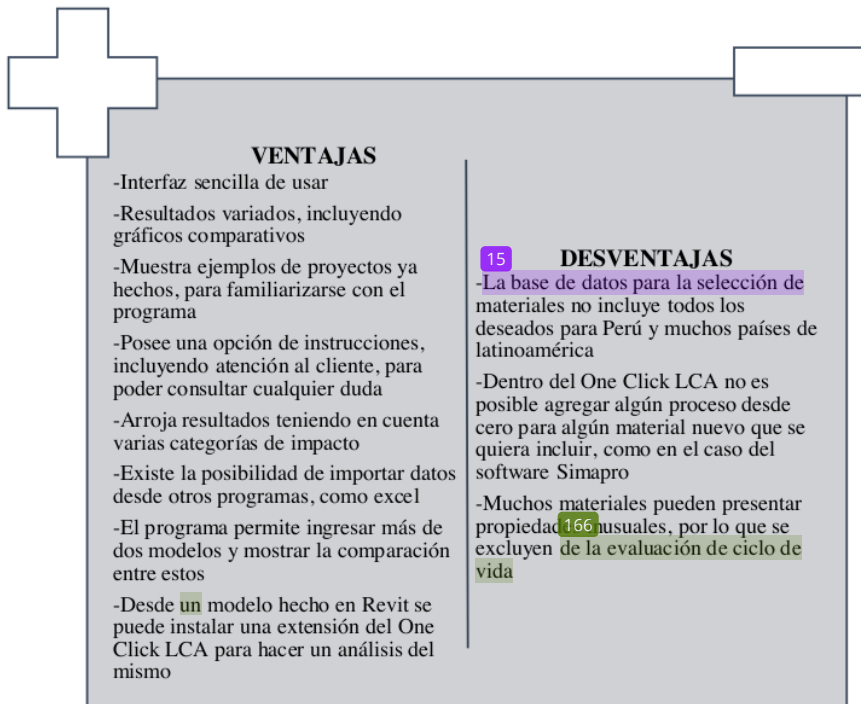 VENTAJAS
-Interfaz sencilla de usar
-Resultados variados, incluyendo
gráficos comparativos
-Muestra ejemplos de proyectos ya
hechos, para familiarizarse con el
programa
-Posee una opción de instrucciones,
incluyendo atención al cliente, para
poder consultar cualquier duda
-Arroja resultados teniendo en cuenta
varias categorías de impacto
-Existe la posibilidad de importar datos
desde otros programas, como excel
-El programa permite ingresar más de
dos modelos y mostrar la comparación
entre estos
-Desde un modelo hecho en Revit se
puede instalar una extensión del One
Click LCA para hacer un análisis del
mismo
15
DESVENTAJAS
-La base de datos para la selección de
materiales no incluye todos los
deseados para Perú y muchos países de
latinoamérica
-Dentro del One Click LCA no es
posible agregar algún proceso desde
cero para algún material nuevo que se
quiera incluir, como en el caso del
software Simapro
-Muchos materiales pueden presentar
166
por lo que se
excluyen de la evaluación de ciclo de
vida